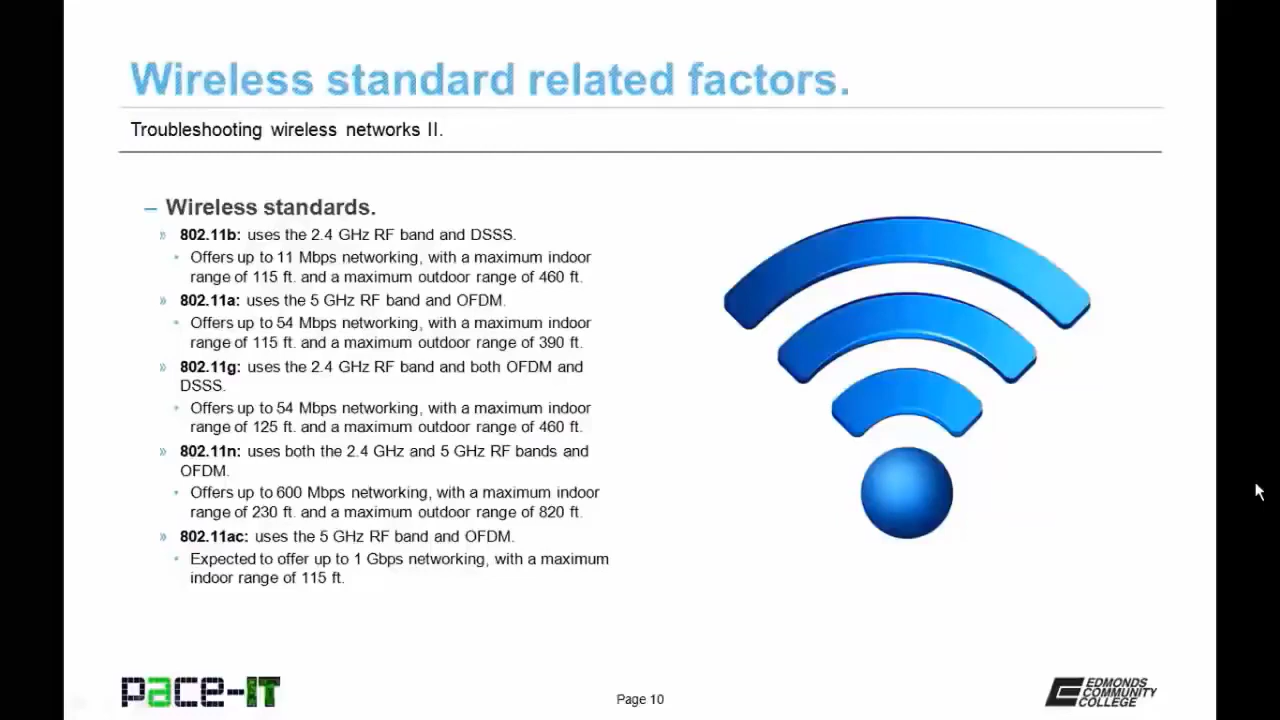 Wireless standard related factors.
Troubleshooting wireless networks II.
– Wireless standards.
» 802.11b: uses the 2.4 GHz RF band and DSSS.
• Offers up to 11 Mbps networking, with a maximum indoor
range of 115 ft. and a maximum outdoor range of 460 ft.
» 802.11a: uses the 5 GHz RF band and OFDM.
• Offers up to 54 Mbps networking, with a maximum indoor
range of 115 ft. and a maximum outdoor range of 390 ft.
» 802.11g: uses the 2.4 GHz RF band and both OFDM and
DSSS.
• Offers up to 54 Mbps networking, with a maximum indoor
range of 125 ft. and a maximum outdoor range of 460 ft.
» 802.11n: uses both the 2.4 GHz and 5 GHz RF bands and
OFDM.
• Offers up to 600 Mbps networking, with a maximum indoor
range of 230 ft. and a maximum outdoor range of 820 ft.
» 802.11ac: uses the 5 GHz RF band and OFDM.
• Expected to offer up to 1 Gbps networking, with a maximum
indoor range of 115 ft.
pace-IT
Page 10
EDMONDS
COMMUNITY
COLLEGE